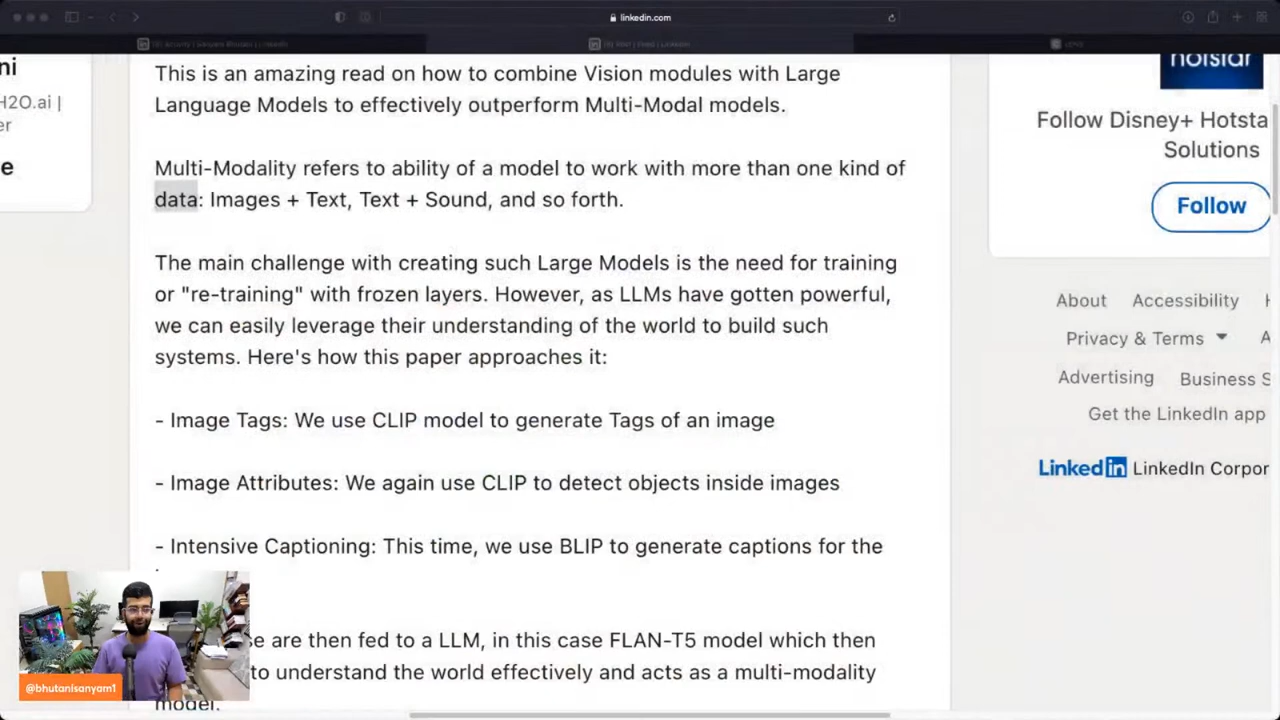 linkedin.com
ni
H2O.ai |
er
e
This is an amazing read on how to combine Vision modules with Large
Language Models to effectively outperform Multi-Modal models.
Multi-Modality refers to ability of a model to work with more than one kind of
data: Images + Text, Text + Sound, and so forth.
The main challenge with creating such Large Models is the need for training
or "re-training" with frozen layers. However, as LLMs have gotten powerful,
we can easily leverage their understanding of the world to build such
systems. Here's how this paper approaches it:
- Image Tags: We use CLIP model to generate Tags of an image
- Image Attributes: We again use CLIP to detect objects inside images
- Intensive Captioning: This time, we use BLIP to generate captions for the
se are then fed to a LLM, in this case FLAN-T5 model which then
to understand the world effectively and acts as a multi-modality
model.
@bhutanisanyam1
hotstar
Follow Disney+ Hotsta
Solutions
Follow
About Accessibility
Privacy & Terms
Advertising Business S
Get the LinkedIn app
LinkedIn LinkedIn Corpor